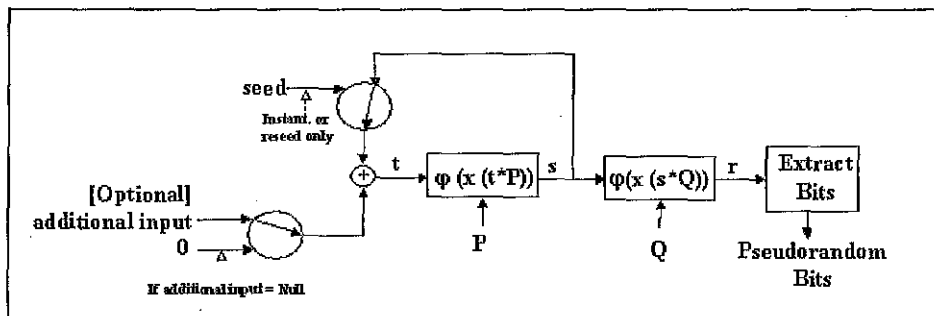 seed
Instant. or
reseed only
[Optional]
additional input
0
If additional input = Null
t
φ (x (t*P))
s
P
φ(x (s*Q))
r
Q
Extract
Bits
Pseudorandom
Bits